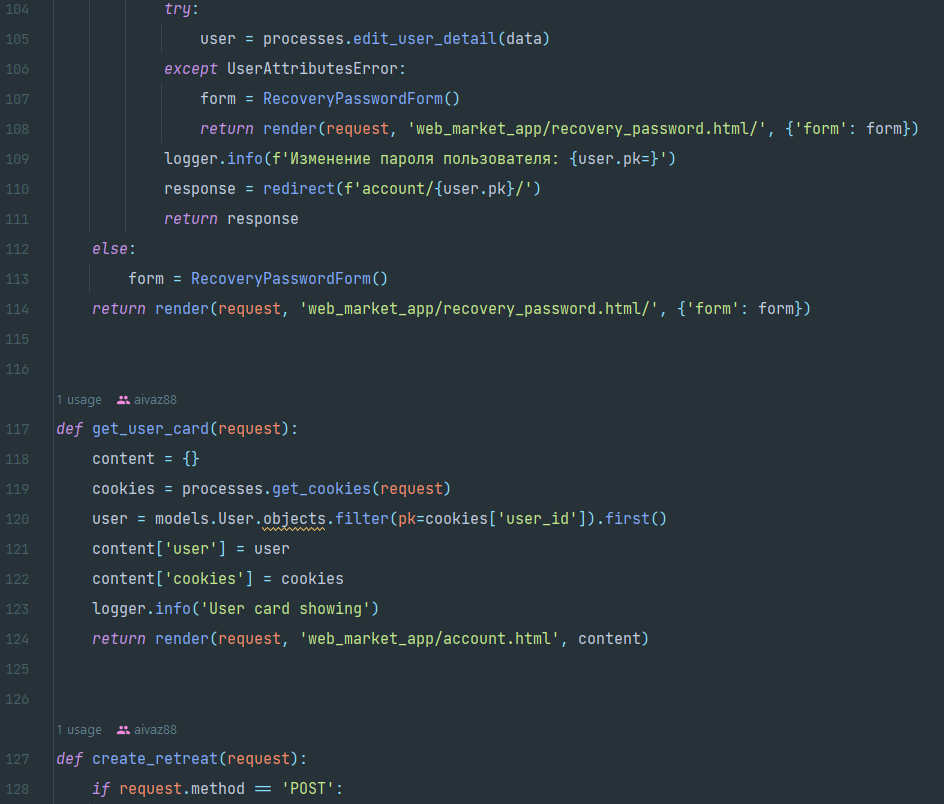 104 try:
105 user = processes.edit_user_detail(data)
106 except UserAttributesError:
107 form = RecoveryPasswordForm()
108 return render(request, 'web_market_app/recovery_password.html/', {'form': form})
109 logger.info(f'Изменение пароля пользователя: {user.pk=}')
110 response = redirect(f'account/{user.pk}/')
111 return response
112 else:
113 form = RecoveryPasswordForm()
114 return render(request, 'web_market_app/recovery_password.html/', {'form': form})
115
116
1 usage aivaz88
117 def get_user_card(request):
118 content = {}
119 cookies = processes.get_cookies(request)
120 user = models.User.objects.filter(pk=cookies['user_id']).first()
121 content['user'] = user
122 content['cookies'] = cookies
123 logger.info('User card showing')
124 return render(request, 'web_market_app/account.html', content)
125
126
1 usage aivaz88
127 def create_retreat(request):
128 if request.method == 'POST':